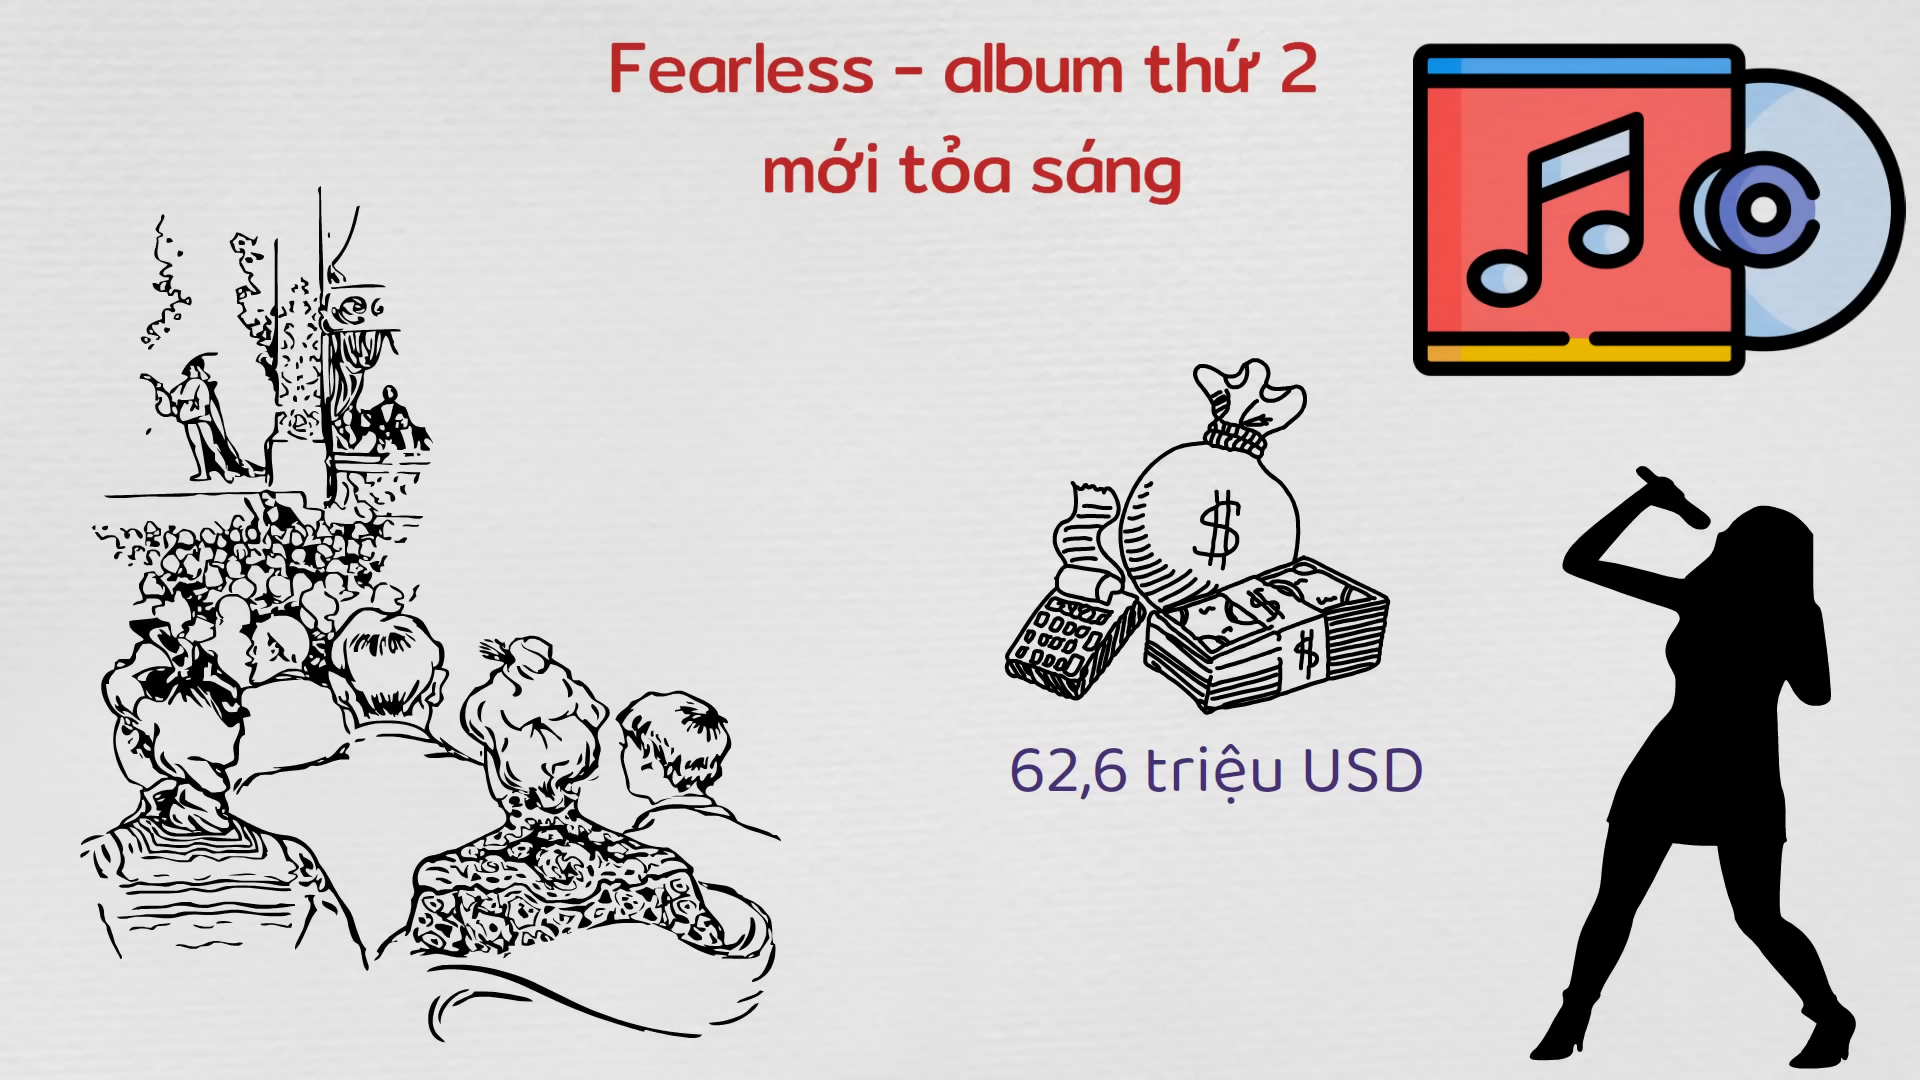 Fearless - album thứ 2
mới tỏa sáng
62,6 triệu USD